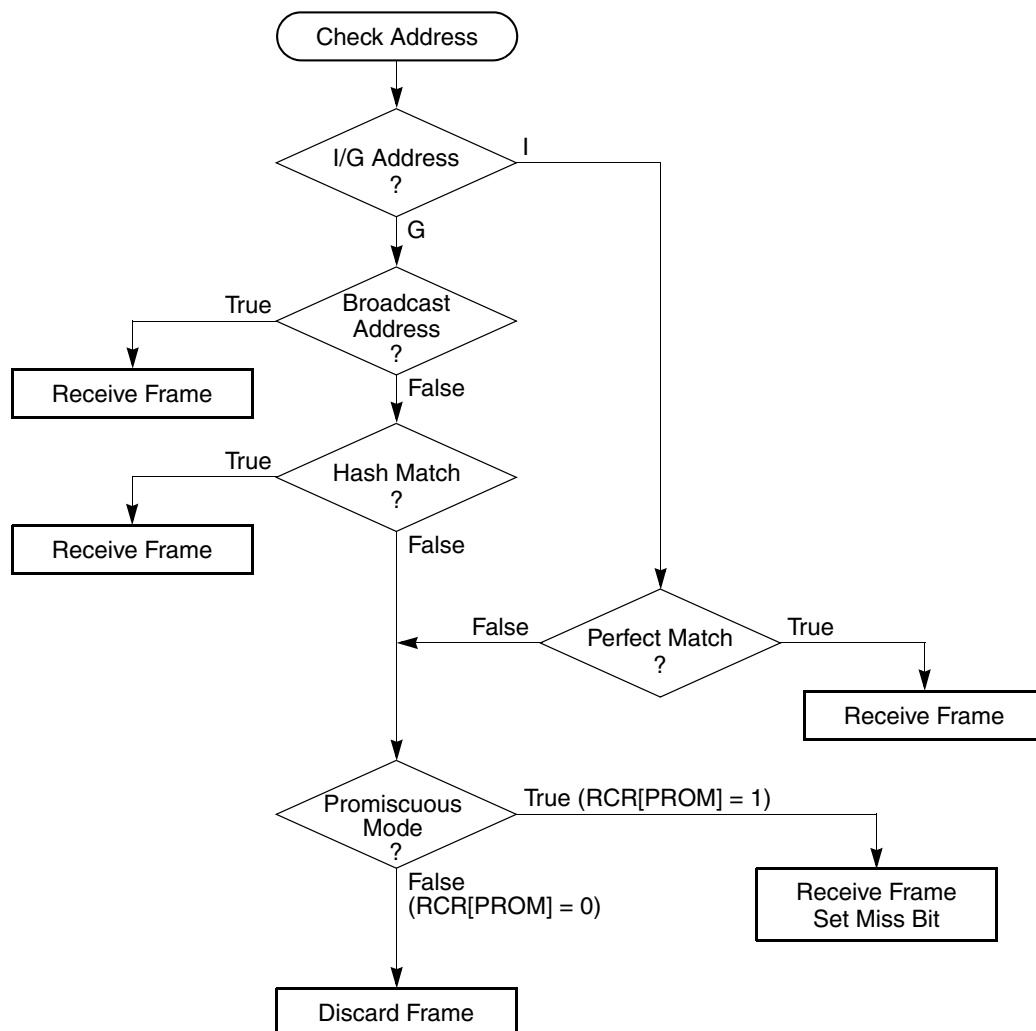 Check Address
I/G Address
?
I
G
Broadcast
Address
?
True
False
Receive Frame
Hash Match
?
True
False
Receive Frame
Perfect Match
?
False
True
Receive Frame
Promiscuous
Mode
?
True (RCR[PROM] = 1)
False
(RCR[PROM] = 0)
Receive Frame
Set Miss Bit
Discard Frame